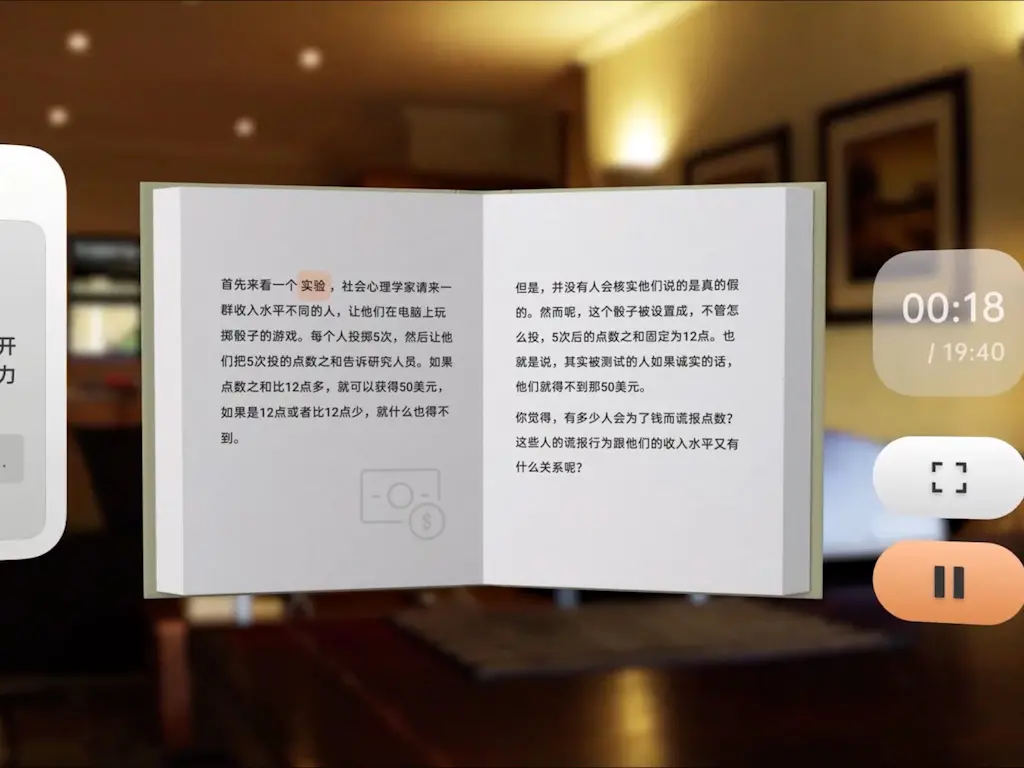 开
力
.
首先来看一个实验，社会心理学家请来一
群收入水平不同的人，让他们在电脑上玩
掷骰子的游戏。每个人投掷5次，然后让他
们把5次投的点数之和告诉研究人员。如果
点数之和比12点多，就可以获得50美元，
如果是12点或者比12点少，就什么也得不
到。
$
但是，并没有人会核实他们说的是真的假
的。然而呢，这个骰子被设置成，不管怎
么投，5次后的点数之和固定为12点。也
就是说，其实被测试的人如果诚实的话，
他们就得不到那50美元。
你觉得，有多少人会为了钱而谎报点数？
这些人的谎报行为跟他们的收入水平又有
什么关系呢？
00:18
/ 19:40